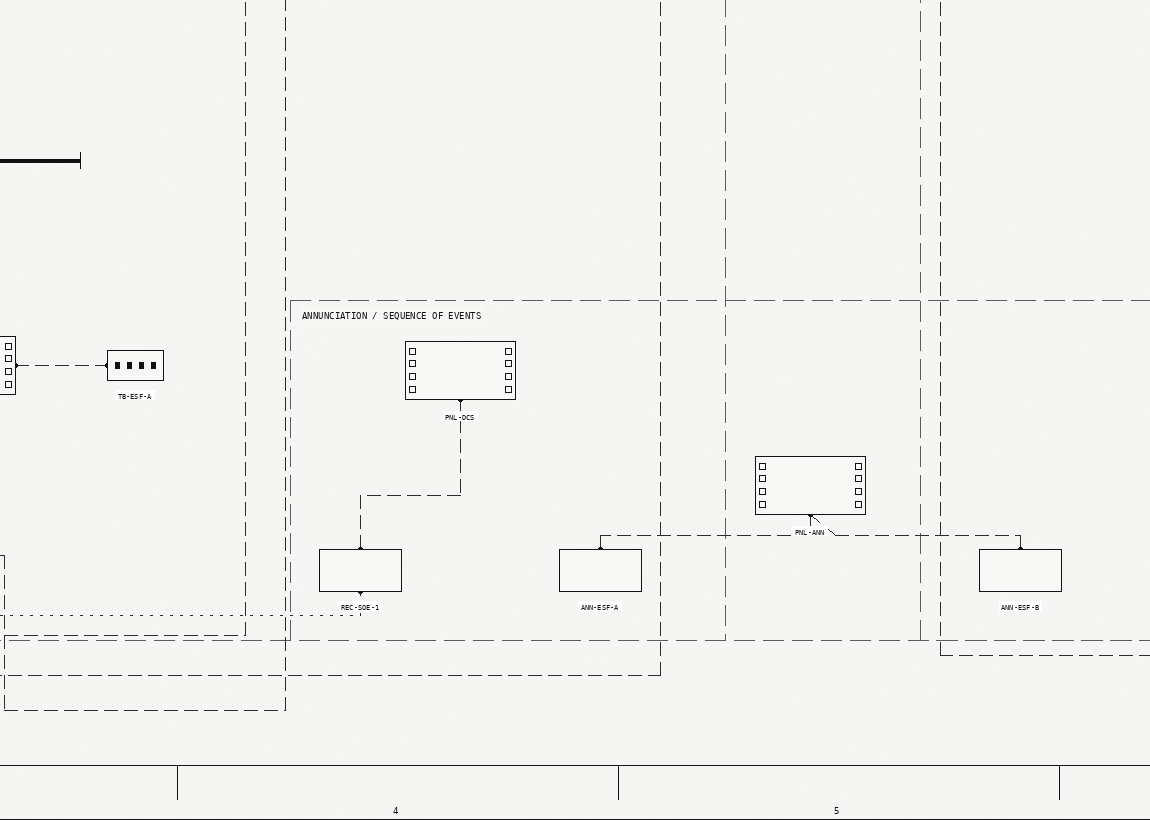 ANNUNCIATION / SEQUENCE OF EVENTS
TB-ESF-A
PNL-DCS
PNL-ANN
REC-SOE-1
ANN-ESF-A
ANN-ESF-B
4
5